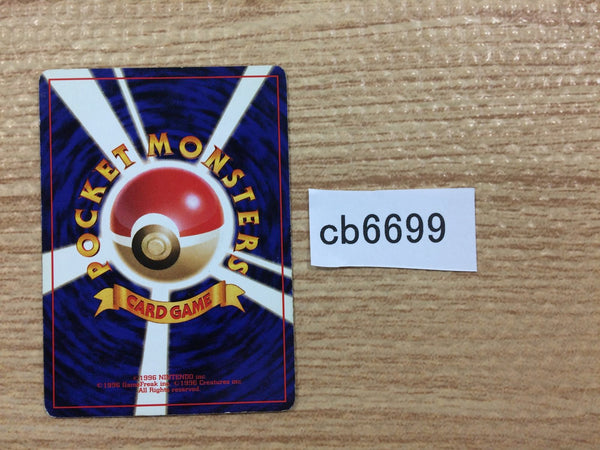 POCKET MONSTERS
CARD GAME
©1996 NINTENDO inc.
©1996 GameFreak inc. ©1996 Creatures inc.
All Rights reserved.
cb6699